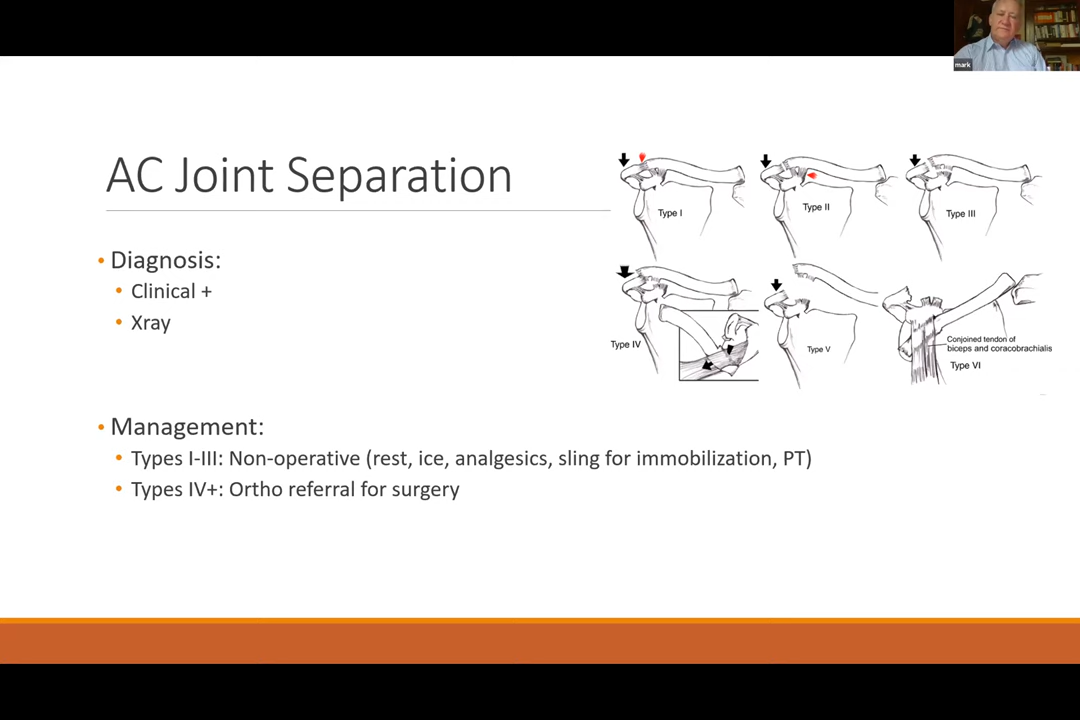 mark
AC Joint Separation
• Diagnosis:
• Clinical +
• Xray
• Management:
• Types I-III: Non-operative (rest, ice, analgesics, sling for immobilization, PT)
• Types IV+: Ortho referral for surgery
Type I
Type II
Type III
Type IV
Type V
Conjoined tendon of
biceps and coracobrachialis
Type VI